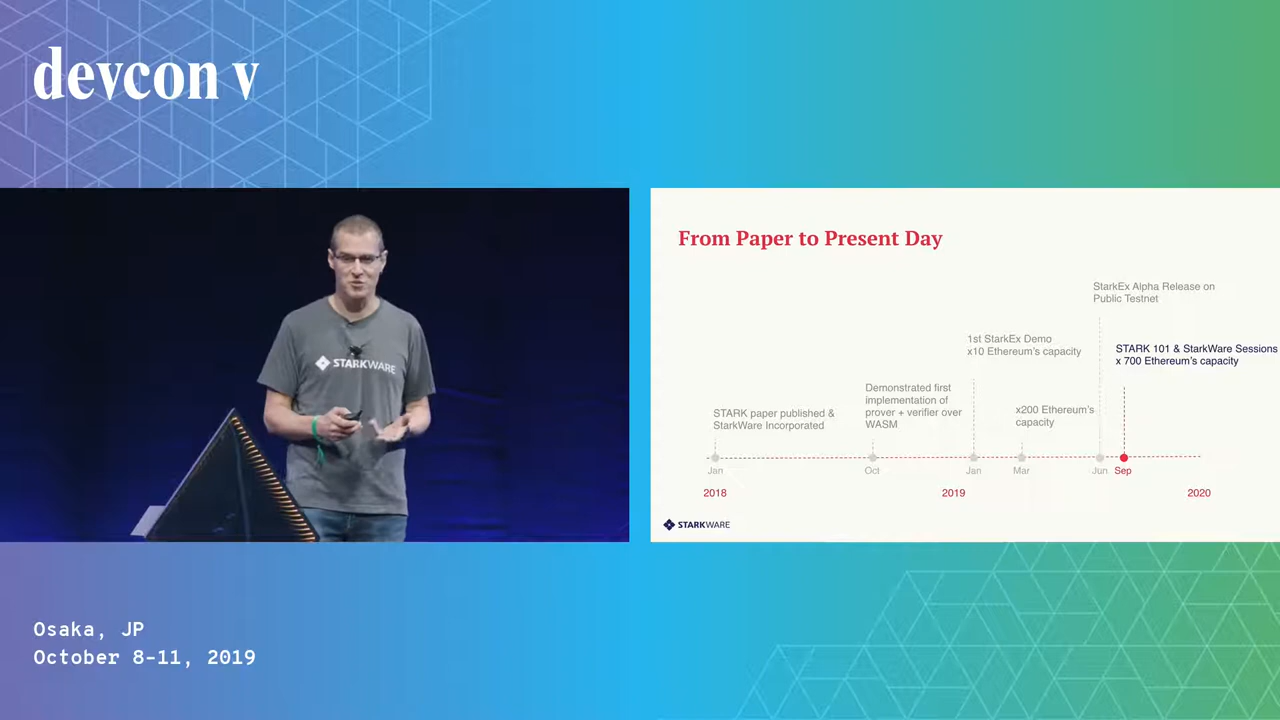 devcon v
STARKWARE
From Paper to Present Day
StarkEx Alpha Release on
Public Testnet
1st StarkEx Demo
x10 Ethereum's capacity
STARK 101 & StarkWare Sessions
x 700 Ethereum's capacity
Demonstrated first
implementation of
prover + verifier over
WASM
STARK paper published &
StarkWare Incorporated
x200 Ethereum's
capacity
Jan
Oct
Jan
Mar
Jun
Sep
2018
2019
2020
STARKWARE
Osaka, JP
October 8-11, 2019